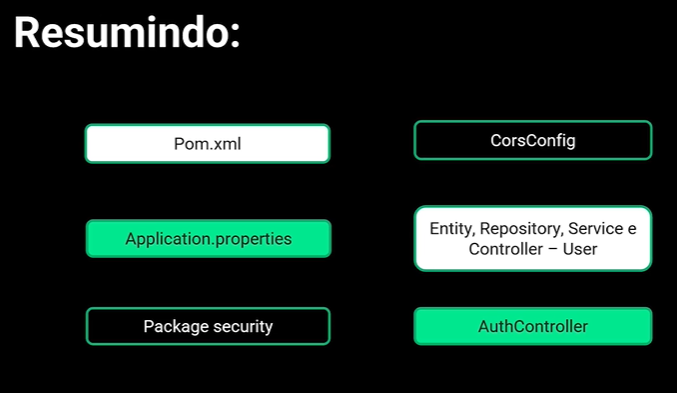 Resumindo:
Pom.xml
CorsConfig
Application.properties
Entity, Repository, Service e
Controller – User
Package security
AuthController